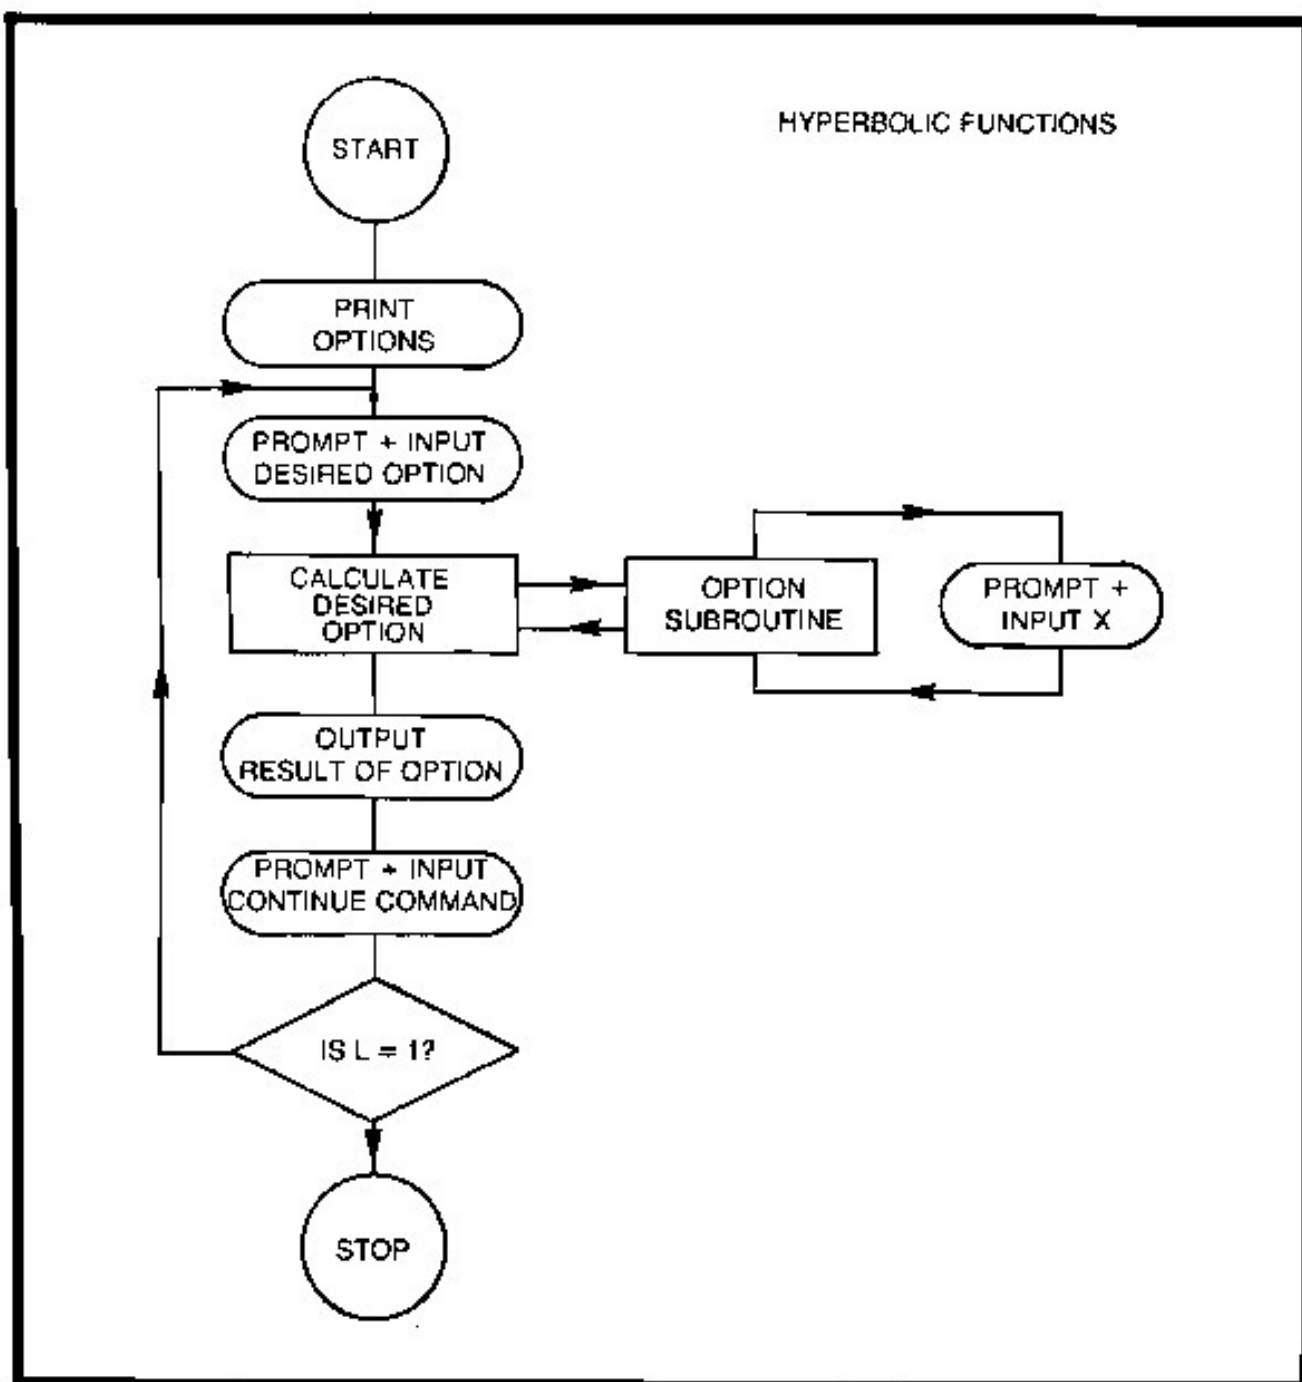 HYPERBOLIC FUNCTIONS
START
PRINT
OPTIONS
PROMPT + INPUT
DESIRED OPTION
CALCULATE
DESIRED
OPTION
OPTION
SUBROUTINE
PROMPT +
INPUT X
OUTPUT
RESULT OF OPTION
PROMPT + INPUT
CONTINUE COMMAND
IS L = 1?
STOP